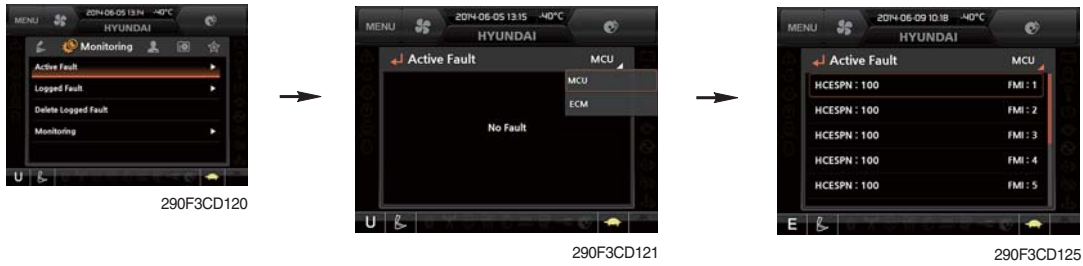 MENU 2014-06-05 13:14 -40°C
HYUNDAI
Monitoring
Active Fault
Logged Fault
Delete Logged Fault
Monitoring
U
290F3CD120
MENU 2014-06-05 13:15 -40°C
HYUNDAI
Active Fault MCU
MCU
ECM
No Fault
U
290F3CD121
MENU 2014-06-09 10:18 -40°C
HYUNDAI
Active Fault MCU
HCESPN : 100 FMI : 1
HCESPN : 100 FMI : 2
HCESPN : 100 FMI : 3
HCESPN : 100 FMI : 4
HCESPN : 100 FMI : 5
E
290F3CD125